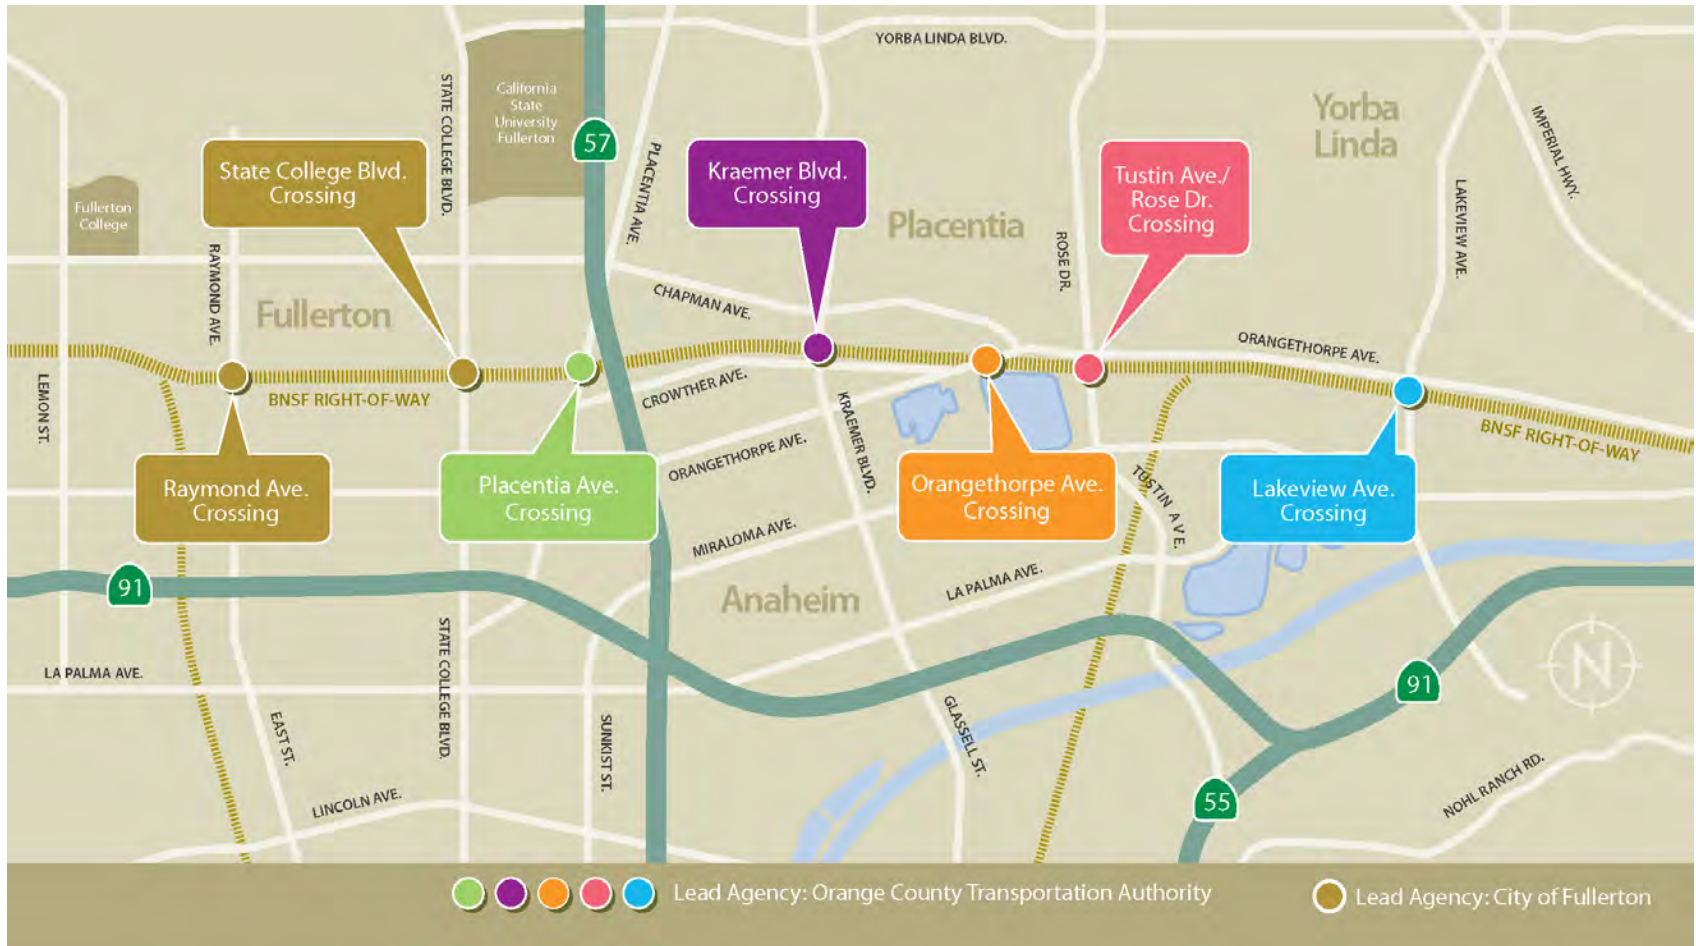 YORBA LINDA BLVD.
California
State
University
Fullerton
STATE COLLEGE BLVD.
57
Yorba
Linda
IMPERIAL HWY.
PLACENTIA AVE.
State College Blvd.
Crossing
Kraemer Blvd.
Crossing
Tustin Ave./
Rose Dr.
Crossing
LAKEVIEW AVE.
Fullerton
College
Placentia
RAYMOND AVE.
ROSE DR.
CHAPMAN AVE.
Fullerton
ORANGETHORPE AVE.
LEMON ST.
BNSF RIGHT-OF-WAY
CROWTHER AVE.
KRAEMER BLVD.
BNSF RIGHT-OF-WAY
ORANGETHORPE AVE.
Raymond Ave.
Crossing
Placentia Ave.
Crossing
Orangethorpe Ave.
Crossing
TUSTIN AVE.
Lakeview Ave.
Crossing
MIRALOMA AVE.
91
Anaheim
LA PALMA AVE.
STATE COLLEGE BLVD.
LA PALMA AVE.
N
91
EAST ST.
SUNKIST ST.
GLASSELL ST.
LINCOLN AVE.
55
NOHL RANCH RD.
Lead Agency: Orange County Transportation Authority
Lead Agency: City of Fullerton